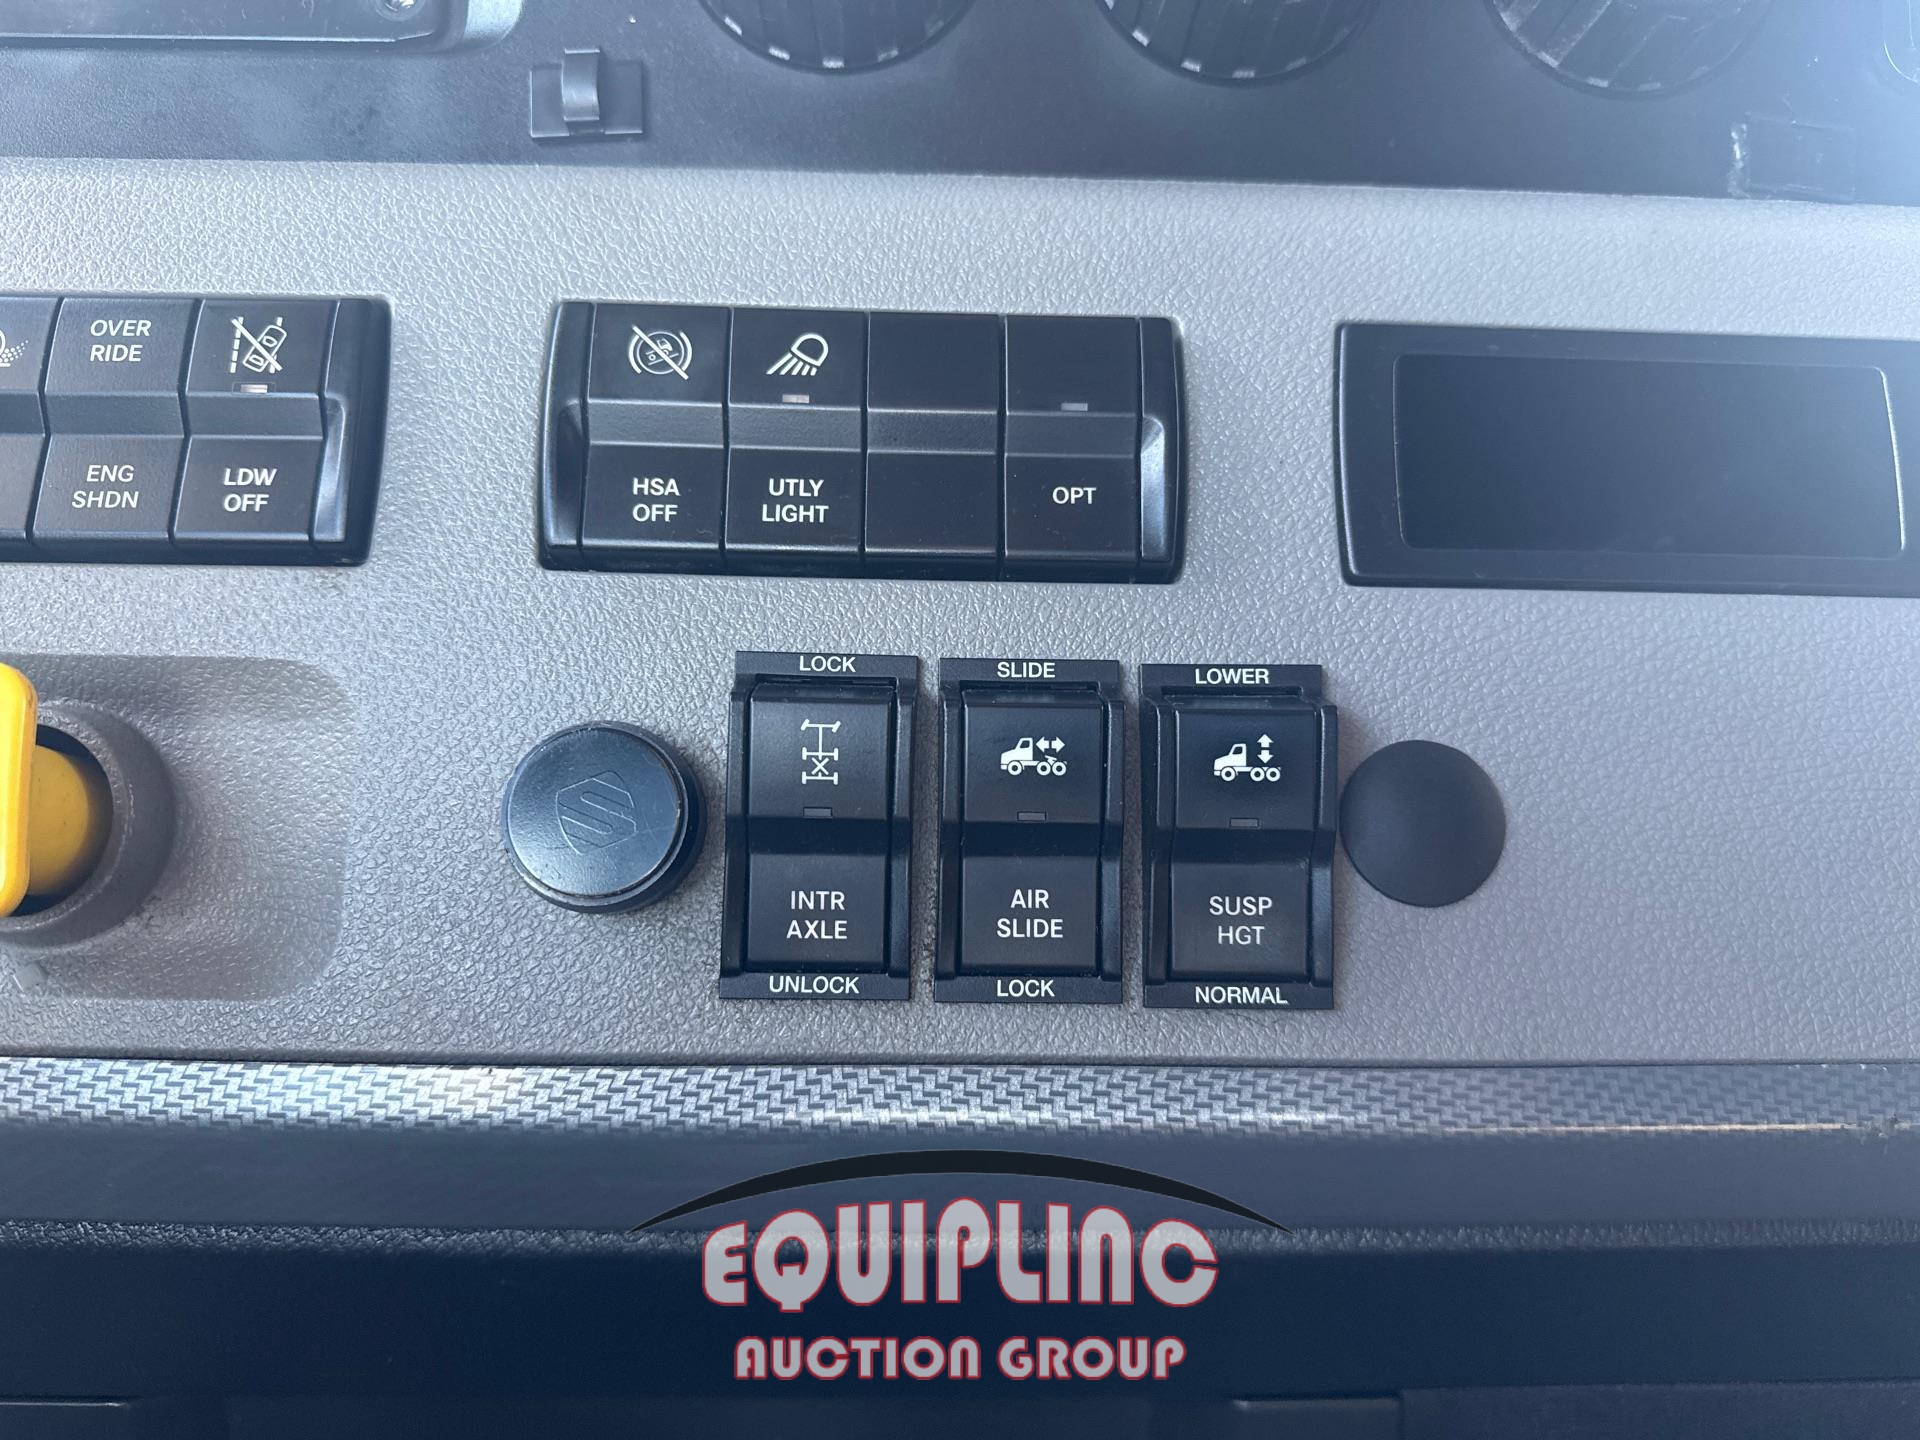 OVER
RIDE
ENG
SHDN
LDW
OFF
HSA
OFF
UTLY
LIGHT
OPT
LOCK
INTR
AXLE
UNLOCK
SLIDE
AIR
SLIDE
LOCK
LOWER
SUSP
HGT
NORMAL
EQUIPLINC
AUCTION GROUP